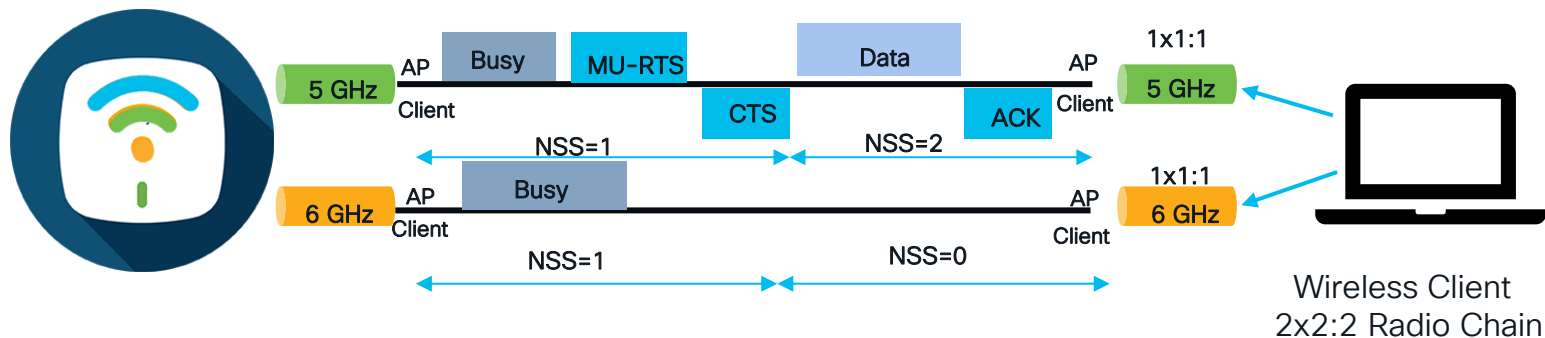 1x1:1
Busy
MU-RTS
Data
AP
AP
5 GHz
5 GHz
Client
Client
CTS
ACK
NSS=1
NSS=2
Busy
1x1:1
AP
AP
6 GHz
6 GHz
Client
Client
NSS=1
NSS=0
Wireless Client
2x2:2 Radio Chain